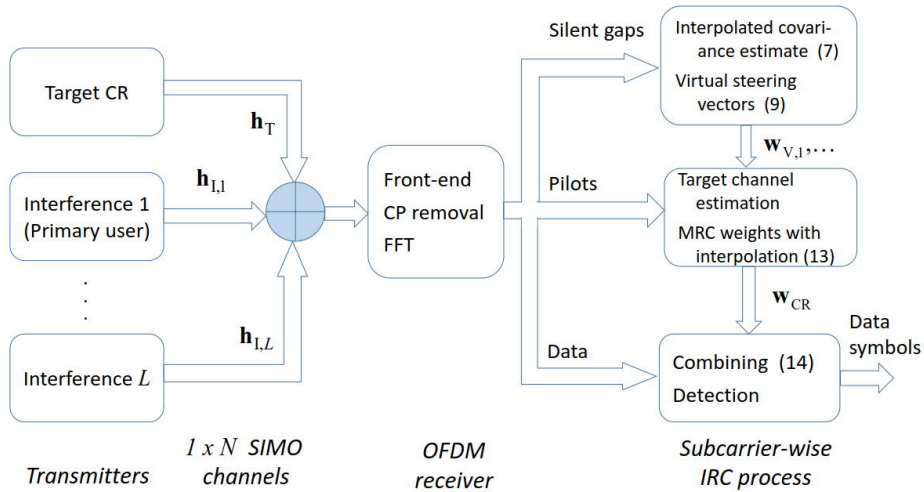 Target CR
h_T
Interference 1
(Primary user)
h_I,1
. . .
Interference L
h_I,L
Front-end
CP removal
FFT
Silent gaps
Pilots
Data
Interpolated covari-
ance estimate (7)
Virtual steering
vectors (9)
w_V,1,...
Target channel
estimation
MRC weights with
interpolation (13)
w_CR
Combining (14)
Detection
Data
symbols
Transmitters
1 x N SIMO
channels
OFDM
receiver
Subcarrier-wise
IRC process